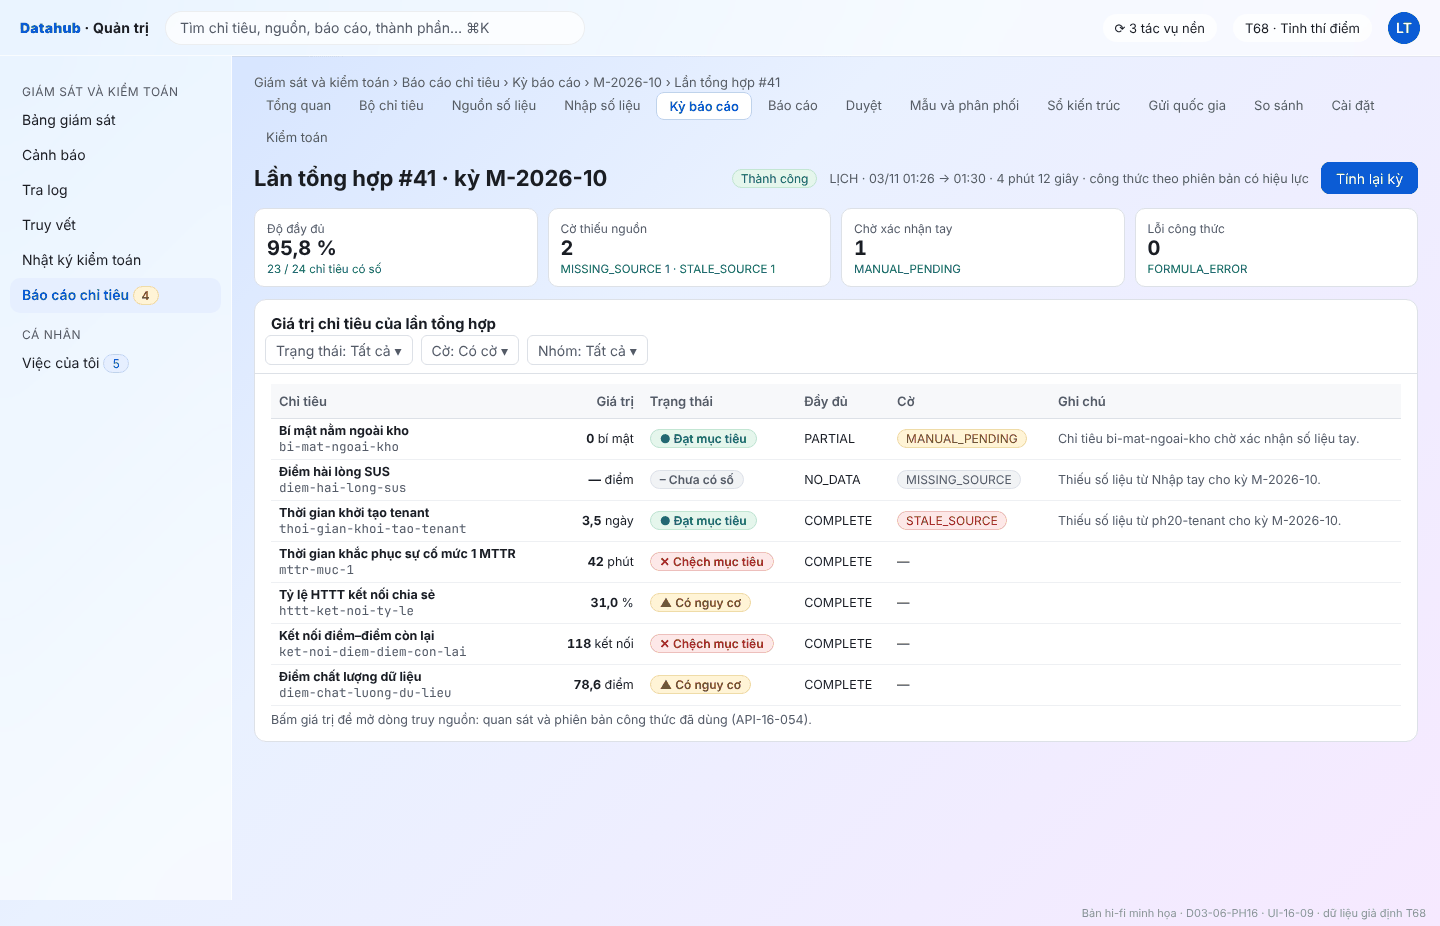 Datahub · Quản trị
Tìm chỉ tiêu, nguồn, báo cáo, thành phần... ⌘K
⟳ 3 tác vụ nền
T68 · Tỉnh thí điểm
LT
GIÁM SÁT VÀ KIỂM TOÁN
Bảng giám sát
Cảnh báo
Tra log
Truy vết
Nhật ký kiểm toán
Báo cáo chỉ tiêu 4
CÁ NHÂN
Việc của tôi 5
Giám sát và kiểm toán › Báo cáo chỉ tiêu › Kỳ báo cáo › M-2026-10 › Lần tổng hợp #41
Tổng quan Bộ chỉ tiêu Nguồn số liệu Nhập số liệu Kỳ báo cáo Báo cáo Duyệt Mẫu và phân phối Sổ kiến trúc Gửi quốc gia So sánh Cài đặt
Kiểm toán
Lần tổng hợp #41 · kỳ M-2026-10
Thành công
LỊCH · 03/11 01:26 → 01:30 · 4 phút 12 giây · công thức theo phiên bản có hiệu lực
Tính lại kỳ
Độ đầy đủ
95,8 %
23 / 24 chỉ tiêu có số
Cờ thiếu nguồn
2
MISSING_SOURCE 1 · STALE_SOURCE 1
Chờ xác nhận tay
1
MANUAL_PENDING
Lỗi công thức
0
FORMULA_ERROR
Giá trị chỉ tiêu của lần tổng hợp
Trạng thái: Tất cả ▾ Cờ: Có cờ ▾ Nhóm: Tất cả ▾
Chỉ tiêu Giá trị Trạng thái Đầy đủ Cờ Ghi chú
Bí mật nằm ngoài kho
bi-mat-ngoai-kho
0 bí mật ● Đạt mục tiêu PARTIAL MANUAL_PENDING Chỉ tiêu bi-mat-ngoai-kho chờ xác nhận số liệu tay.
Điểm hài lòng SUS
diem-hai-long-sus
— điểm – Chưa có số NO_DATA MISSING_SOURCE Thiếu số liệu từ Nhập tay cho kỳ M-2026-10.
Thời gian khởi tạo tenant
thoi-gian-khoi-tao-tenant
3,5 ngày ● Đạt mục tiêu COMPLETE STALE_SOURCE Thiếu số liệu từ ph20-tenant cho kỳ M-2026-10.
Thời gian khắc phục sự cố mức 1 MTTR
mttr-muc-1
42 phút ✕ Chệch mục tiêu COMPLETE —
Tỷ lệ HTTT kết nối chia sẻ
httt-ket-noi-ty-le
31,0 % ▲ Có nguy cơ COMPLETE —
Kết nối điểm–điểm còn lại
ket-noi-diem-diem-con-lai
118 kết nối ✕ Chệch mục tiêu COMPLETE —
Điểm chất lượng dữ liệu
diem-chat-luong-du-lieu
78,6 điểm ▲ Có nguy cơ COMPLETE —
Bấm giá trị để mở dòng truy nguồn: quan sát và phiên bản công thức đã dùng (API-16-054).
Bản hi-fi minh họa · D03-06-PH16 · UI-16-09 · dữ liệu giả định T68